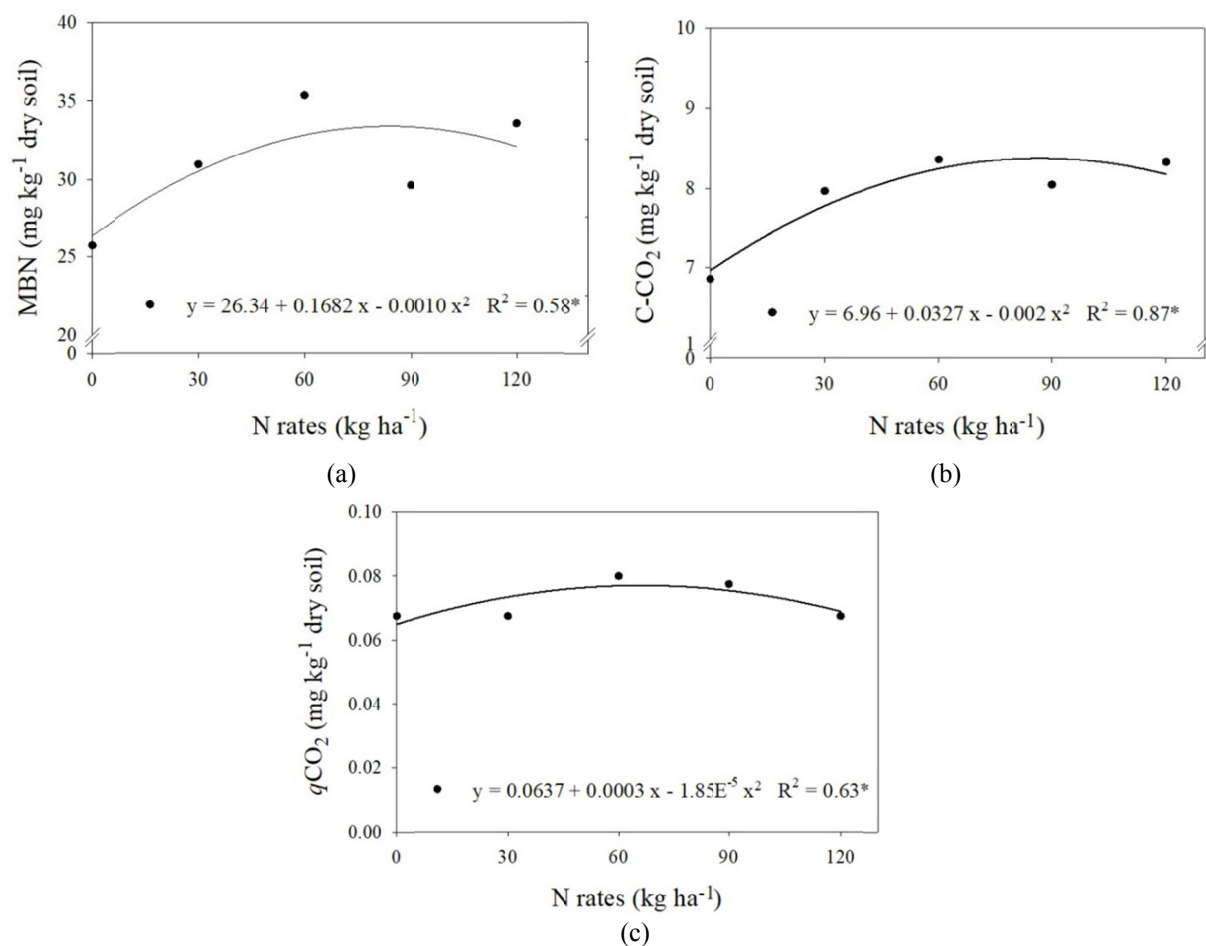 40
35
30
25
20
0
MBN (mg kg⁻¹ dry soil)
y = 26.34 + 0.1682 x - 0.0010 x² R² = 0.58*
0 30 60 90 120
N rates (kg ha⁻¹)
(a)
10
9
8
7
1
0
C-CO₂ (mg kg⁻¹ dry soil)
y = 6.96 + 0.0327 x - 0.002 x² R² = 0.87*
0 30 60 90 120
N rates (kg ha⁻¹)
(b)
0.10
0.08
0.06
0.04
0.02
0.00
qCO₂ (mg kg⁻¹ dry soil)
y = 0.0637 + 0.0003 x - 1.85E⁻⁵ x² R² = 0.63*
0 30 60 90 120
N rates (kg ha⁻¹)
(c)